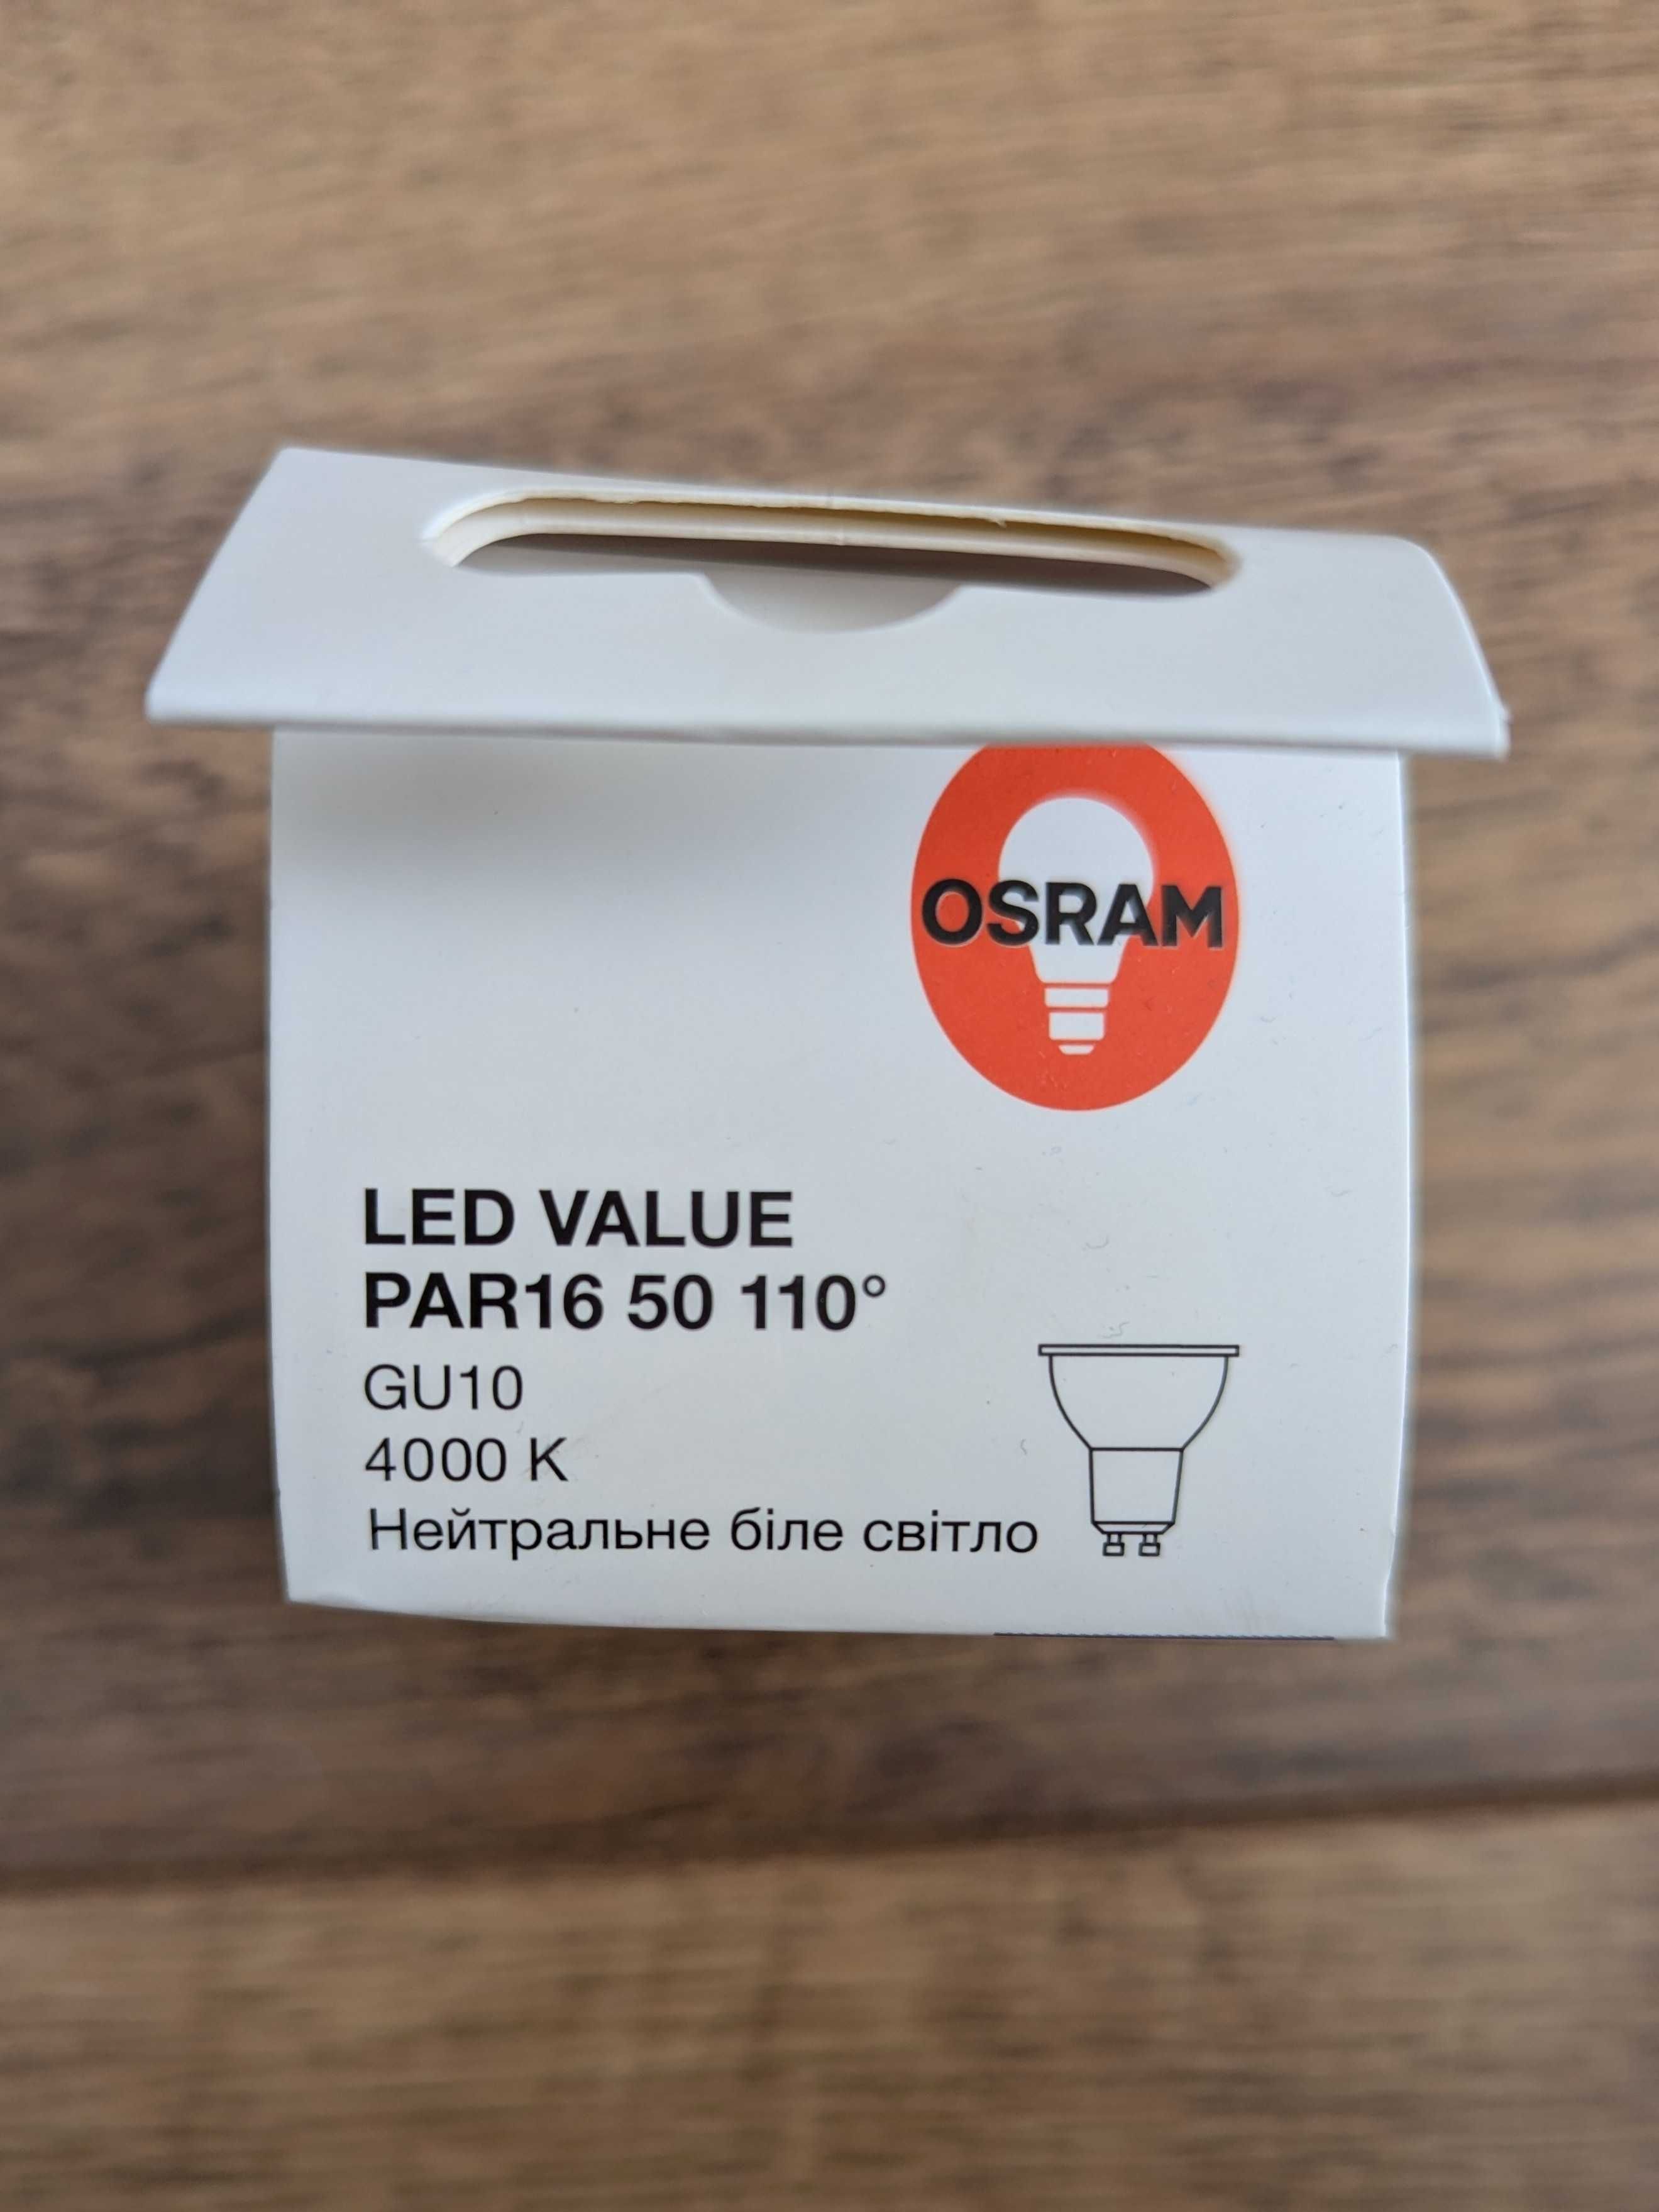 OSRAM
LED VALUE
PAR16 50 110°
GU10
4000 K
Нейтральне біле світло